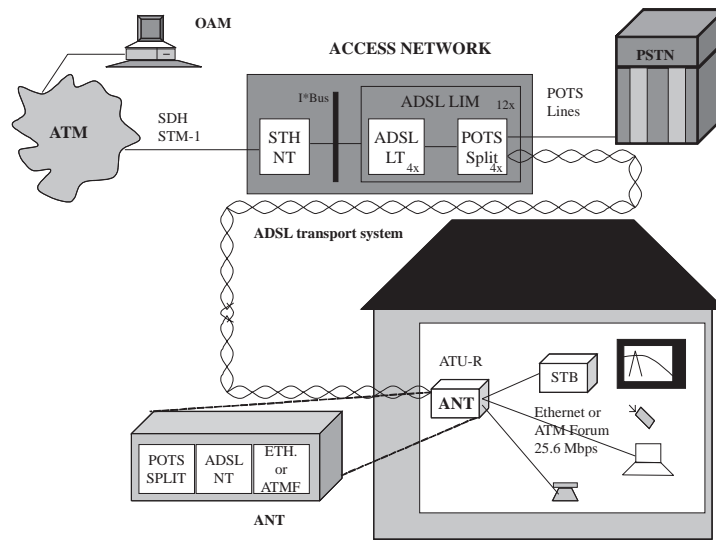 OAM
ACCESS NETWORK
PSTN
I*Bus
ADSL LIM 12x
POTS
Lines
ATM
SDH
STM-1
STH
NT
ADSL
LT
4x
POTS
Split
4x
ADSL transport system
ATU-R
ANT
STB
Ethernet or
ATM Forum
25.6 Mbps
POTS
SPLIT
ADSL
NT
ETH.
or
ATMF
ANT